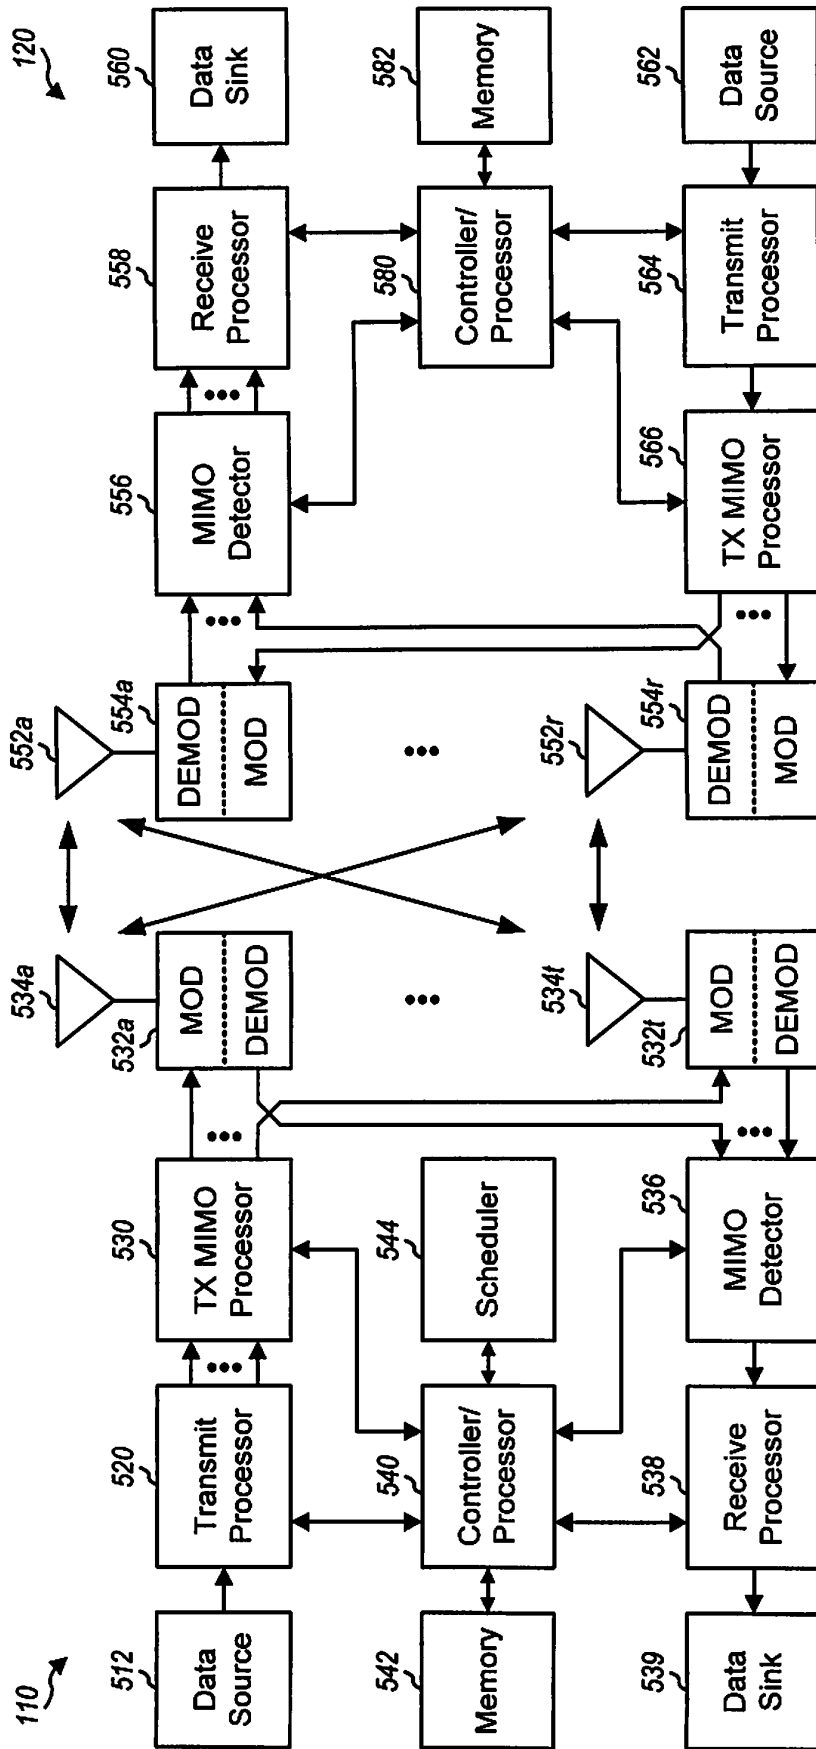 110
120
512
Data
Source
520
Transmit
Processor
•••
530
TX MIMO
Processor
•••
532a
MOD
DEMOD
534a
552a
554a
DEMOD
MOD
•••
556
MIMO
Detector
•••
558
Receive
Processor
560
Data
Sink
542
Memory
540
Controller/
Processor
544
Scheduler
•••
•••
580
Controller/
Processor
582
Memory
539
Data
Sink
538
Receive
Processor
536
MIMO
Detector
•••
532t
MOD
DEMOD
534t
552r
554r
DEMOD
MOD
•••
566
TX MIMO
Processor
564
Transmit
Processor
562
Data
Source